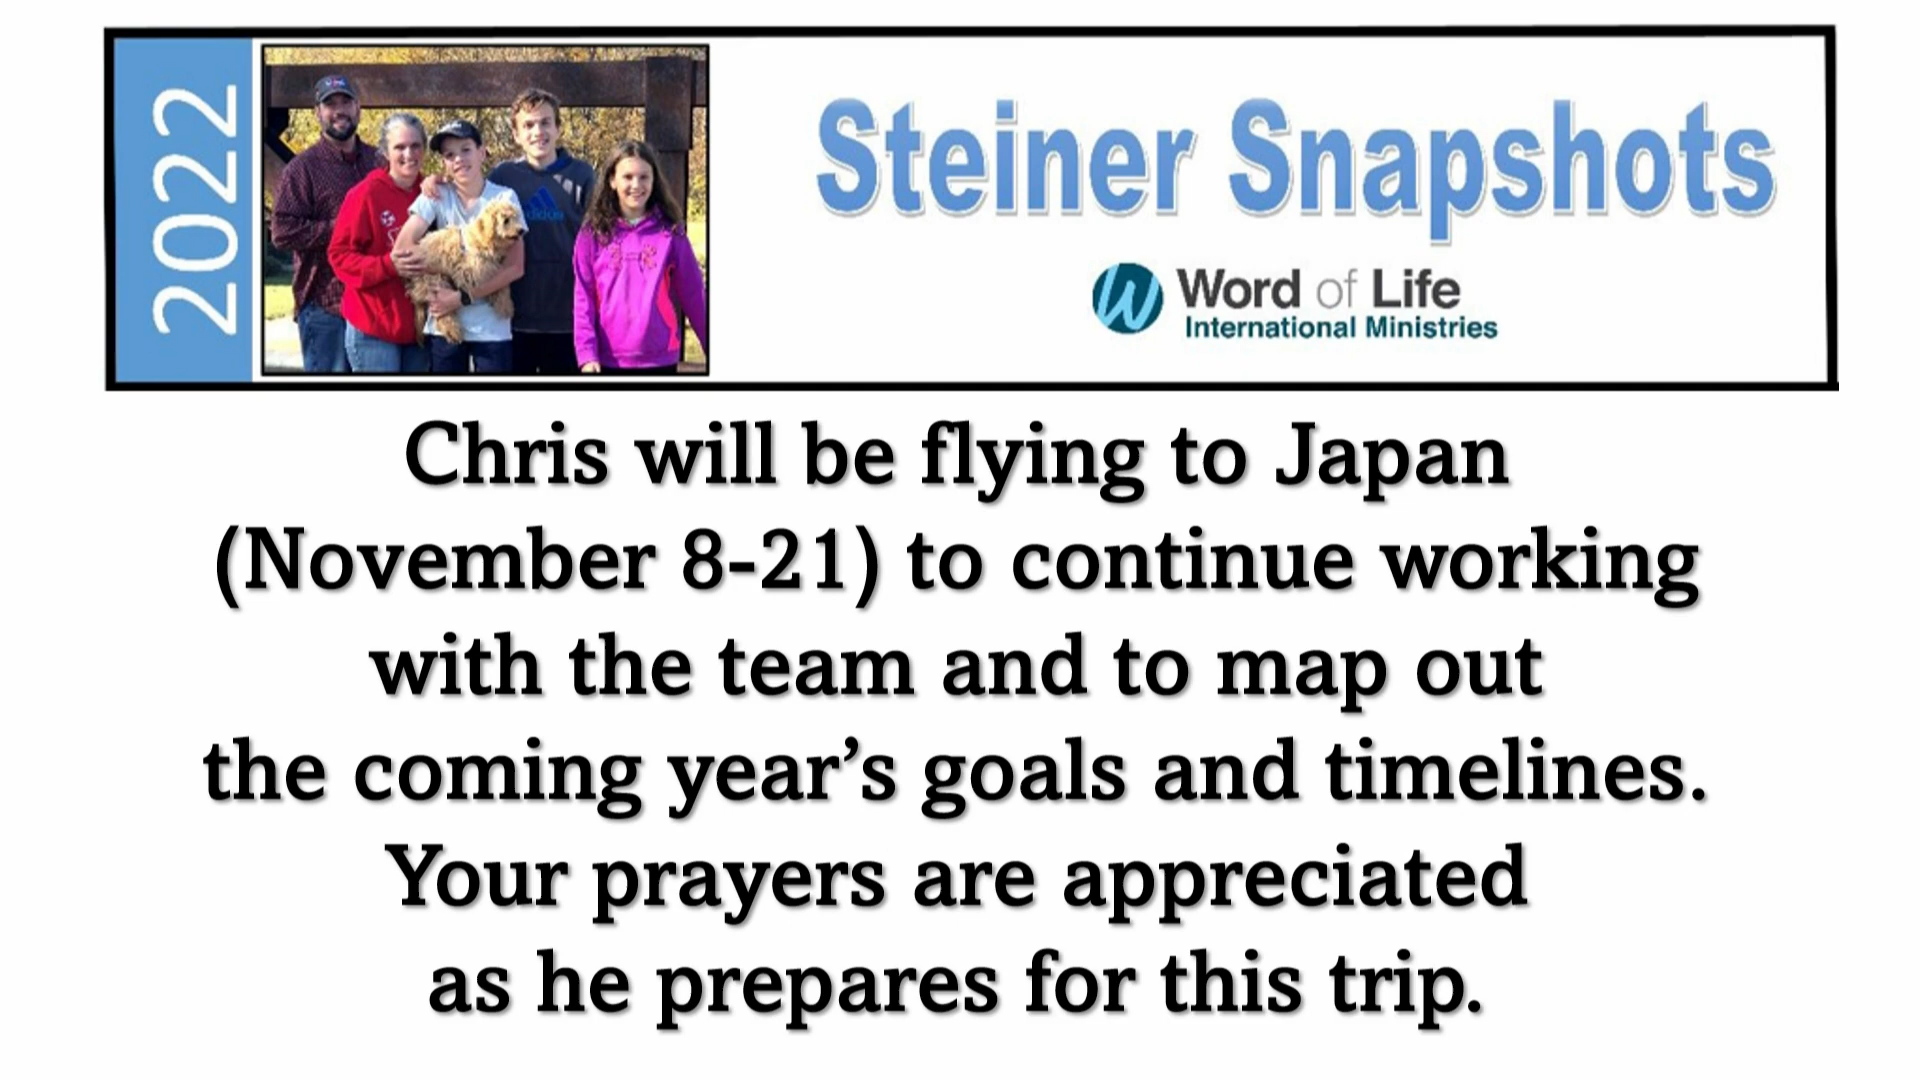 2022
Steiner Snapshots
Word of Life
International Ministries
adidas
Chris will be flying to Japan
(November 8-21) to continue working
with the team and to map out
the coming year’s goals and timelines.
Your prayers are appreciated
as he prepares for this trip.